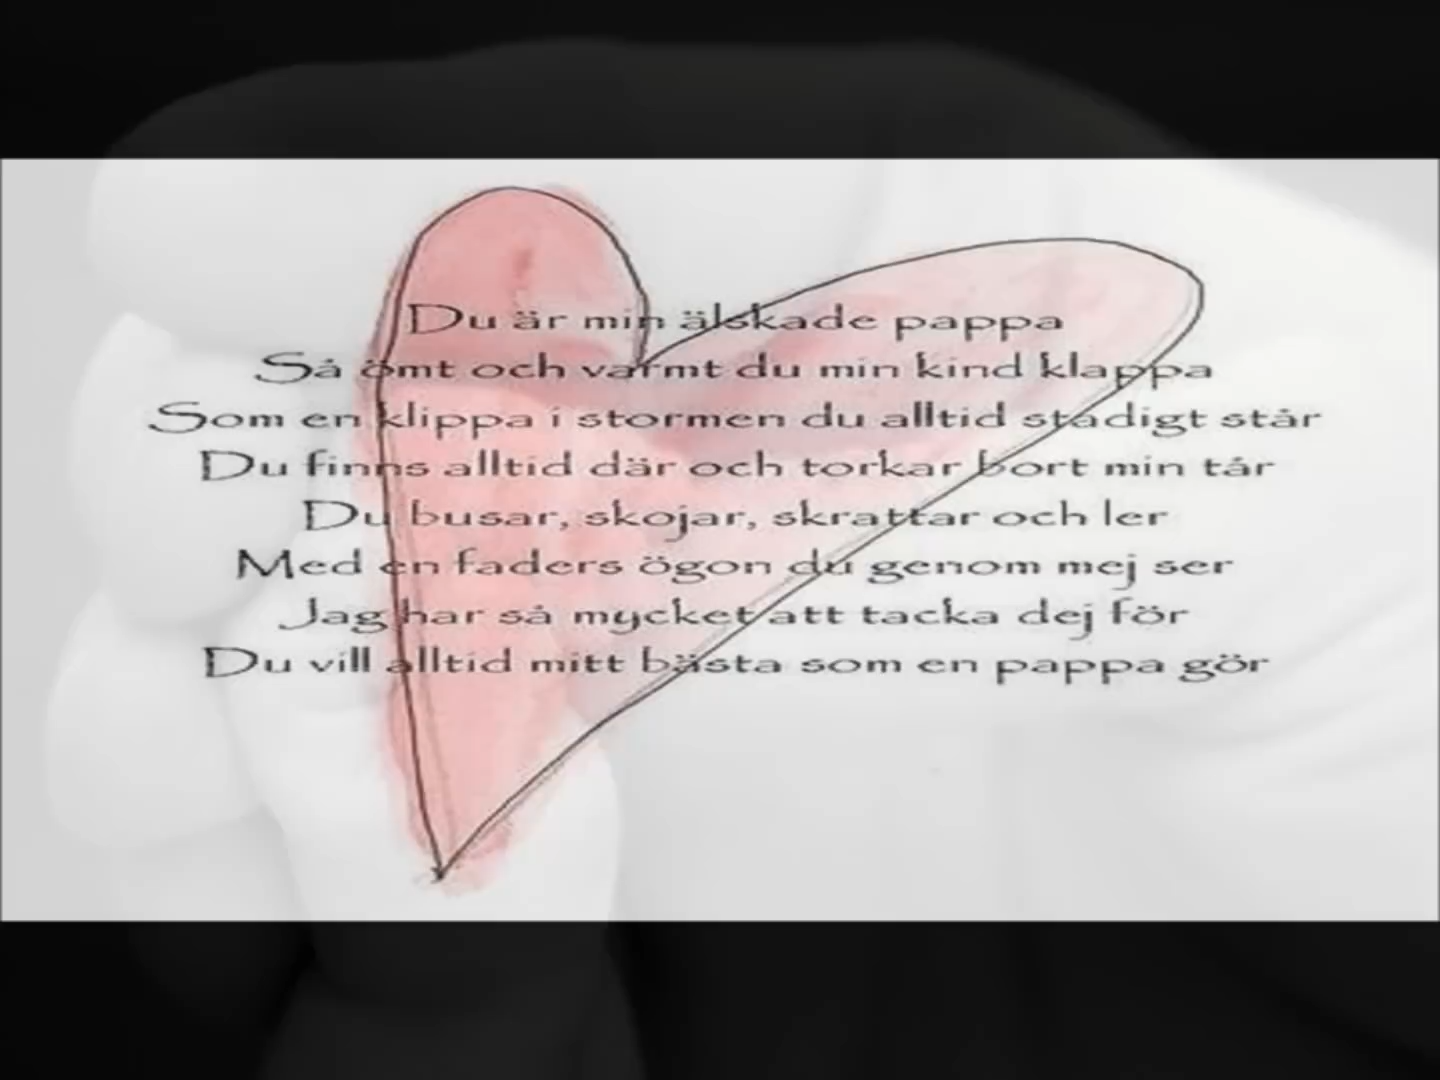 Du är min älskade pappa
Så ömt och varmt du min kind klappa
Som en klippa i stormen du alltid stadigt står
Du finns alltid där och torkar bort min tår
Du busar, skojar, skrattar och ler
Med en faders ögon du genom mej ser
Jag har så mycket att tacka dej för
Du vill alltid mitt bästa som en pappa gör